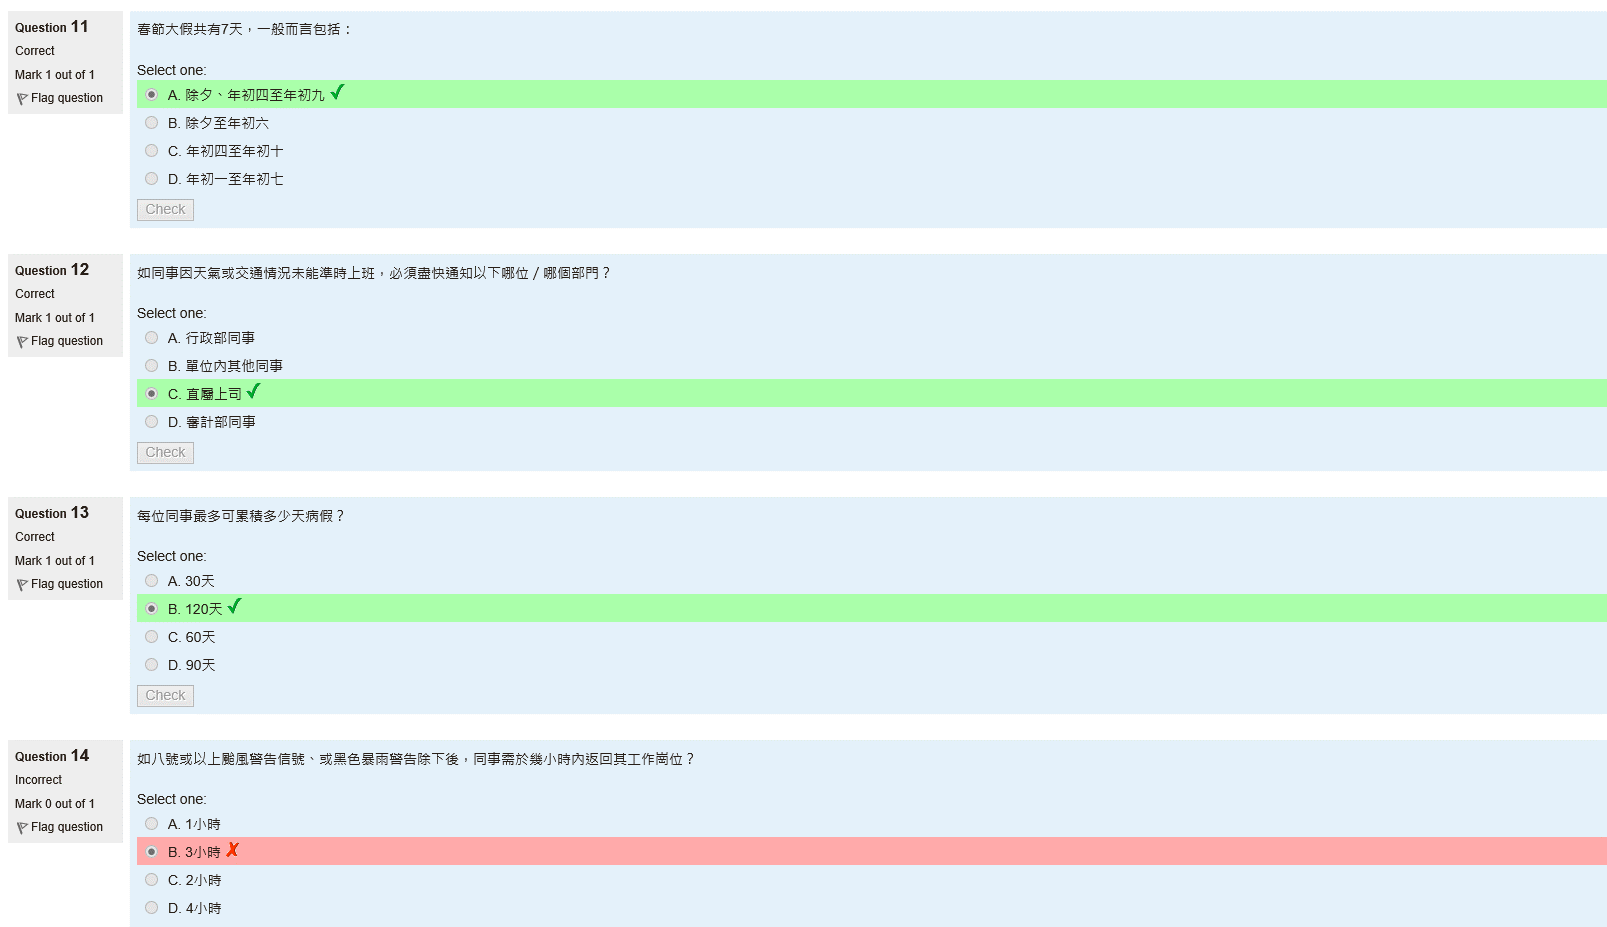 Question 11
Correct
Mark 1 out of 1
Flag question
春節大假共有7天，一般而言包括：
Select one:
A. 除夕、年初四至年初九
B. 除夕至年初六
C. 年初四至年初十
D. 年初一至年初七
Check
Question 12
Correct
Mark 1 out of 1
Flag question
如同事因天氣或交通情況未能準時上班，必須盡快通知以下哪位 / 哪個部門？
Select one:
A. 行政部同事
B. 單位內其他同事
C. 直屬上司
D. 審計部同事
Check
Question 13
Correct
Mark 1 out of 1
Flag question
每位同事最多可累積多少天病假？
Select one:
A. 30天
B. 120天
C. 60天
D. 90天
Check
Question 14
Incorrect
Mark 0 out of 1
Flag question
如八號或以上颱風警告信號、或黑色暴雨警告除下後，同事需於幾小時內返回其工作崗位？
Select one:
A. 1小時
B. 3小時
C. 2小時
D. 4小時